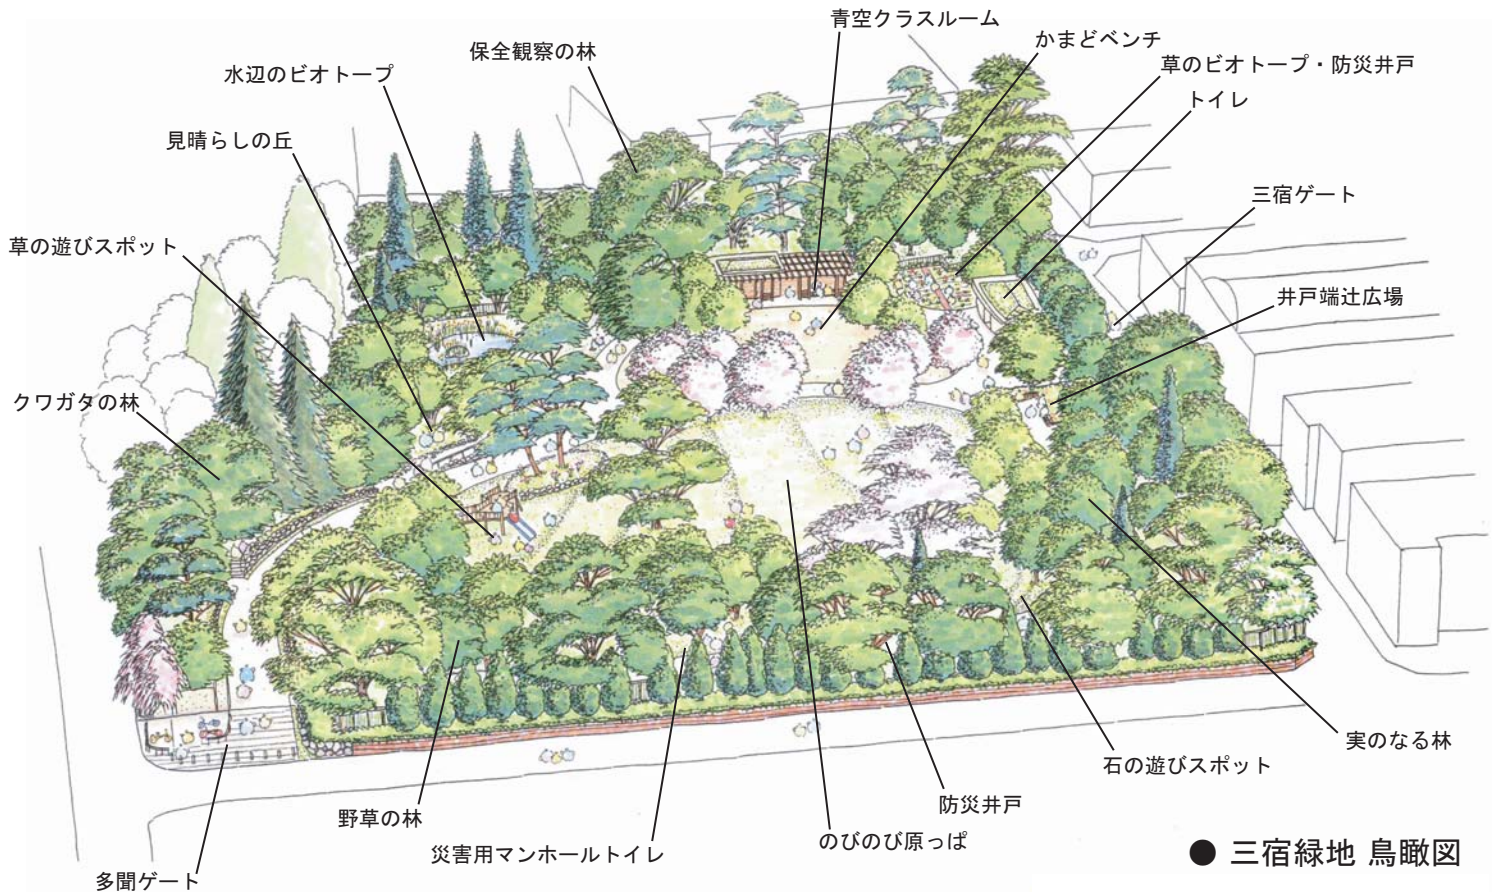 青空クラスルーム
かまどベンチ
保全観察の林
草のビオトープ・防災井戸
水辺のビオトープ
トイレ
見晴らしの丘
三宿ゲート
草の遊びスポット
井戸端辻広場
クワガタの林
実のなる林
石の遊びスポット
防災井戸
野草の林
のびのび原っぱ
災害用マンホールトイレ
多聞ゲート
● 三宿緑地 鳥瞰図